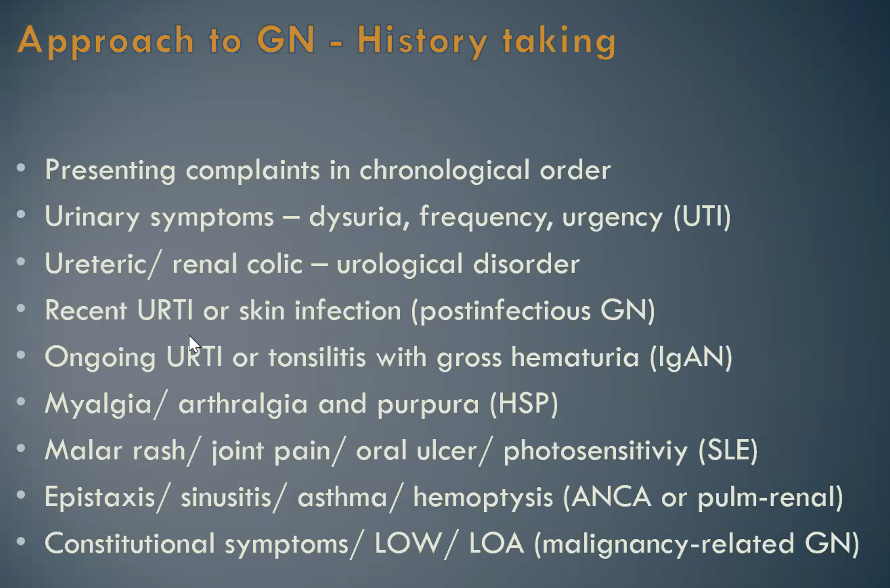 Approach to GN - History taking
• Presenting complaints in chronological order
• Urinary symptoms – dysuria, frequency, urgency (UTI)
• Ureteric/ renal colic – urological disorder
• Recent URTI or skin infection (postinfectious GN)
• Ongoing URTI or tonsilitis with gross hematuria (IgAN)
• Myalgia/ arthralgia and purpura (HSP)
• Malar rash/ joint pain/ oral ulcer/ photosensitiviy (SLE)
• Epistaxis/ sinusitis/ asthma/ hemoptysis (ANCA or pulm-renal)
• Constitutional symptoms/ LOW/ LOA (malignancy-related GN)